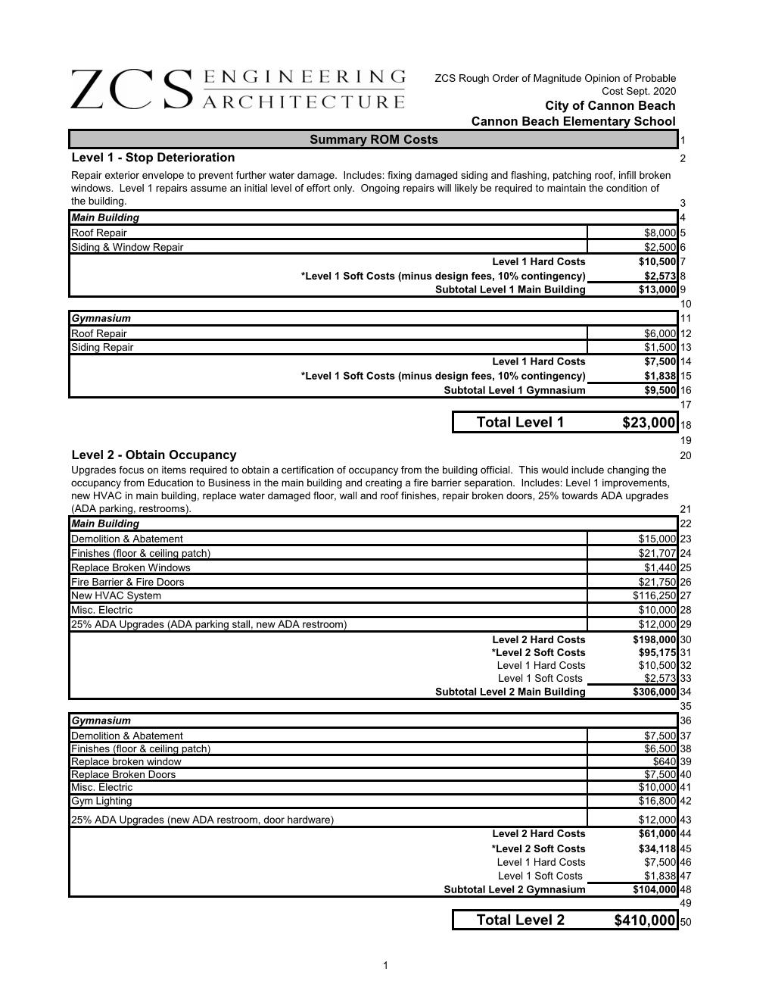 ZCS ENGINEERING
ARCHITECTURE
ZCS Rough Order of Magnitude Opinion of Probable
Cost Sept. 2020
City of Cannon Beach
Cannon Beach Elementary School
Summary ROM Costs 1
Level 1 - Stop Deterioration 2
Repair exterior envelope to prevent further water damage. Includes: fixing damaged siding and flashing, patching roof, infill broken
windows. Level 1 repairs assume an initial level of effort only. Ongoing repairs will likely be required to maintain the condition of
the building. 3
Main Building 4
Roof Repair $8,000 5
Siding & Window Repair $2,500 6
Level 1 Hard Costs $10,500 7
*Level 1 Soft Costs (minus design fees, 10% contingency) $2,573 8
Subtotal Level 1 Main Building $13,000 9
10
Gymnasium 11
Roof Repair $6,000 12
Siding Repair $1,500 13
Level 1 Hard Costs $7,500 14
*Level 1 Soft Costs (minus design fees, 10% contingency) $1,838 15
Subtotal Level 1 Gymnasium $9,500 16
17
Total Level 1 $23,000 18
19
Level 2 - Obtain Occupancy 20
Upgrades focus on items required to obtain a certification of occupancy from the building official. This would include changing the
occupancy from Education to Business in the main building and creating a fire barrier separation. Includes: Level 1 improvements,
new HVAC in main building, replace water damaged floor, wall and roof finishes, repair broken doors, 25% towards ADA upgrades
(ADA parking, restrooms). 21
Main Building 22
Demolition & Abatement $15,000 23
Finishes (floor & ceiling patch) $21,707 24
Replace Broken Windows $1,440 25
Fire Barrier & Fire Doors $21,750 26
New HVAC System $116,250 27
Misc. Electric $10,000 28
25% ADA Upgrades (ADA parking stall, new ADA restroom) $12,000 29
Level 2 Hard Costs $198,000 30
*Level 2 Soft Costs $95,175 31
Level 1 Hard Costs $10,500 32
Level 1 Soft Costs $2,573 33
Subtotal Level 2 Main Building $306,000 34
35
Gymnasium 36
Demolition & Abatement $7,500 37
Finishes (floor & ceiling patch) $6,500 38
Replace broken window $640 39
Replace Broken Doors $7,500 40
Misc. Electric $10,000 41
Gym Lighting $16,800 42
25% ADA Upgrades (new ADA restroom, door hardware) $12,000 43
Level 2 Hard Costs $61,000 44
*Level 2 Soft Costs $34,118 45
Level 1 Hard Costs $7,500 46
Level 1 Soft Costs $1,838 47
Subtotal Level 2 Gymnasium $104,000 48
49
Total Level 2 $410,000 50
1